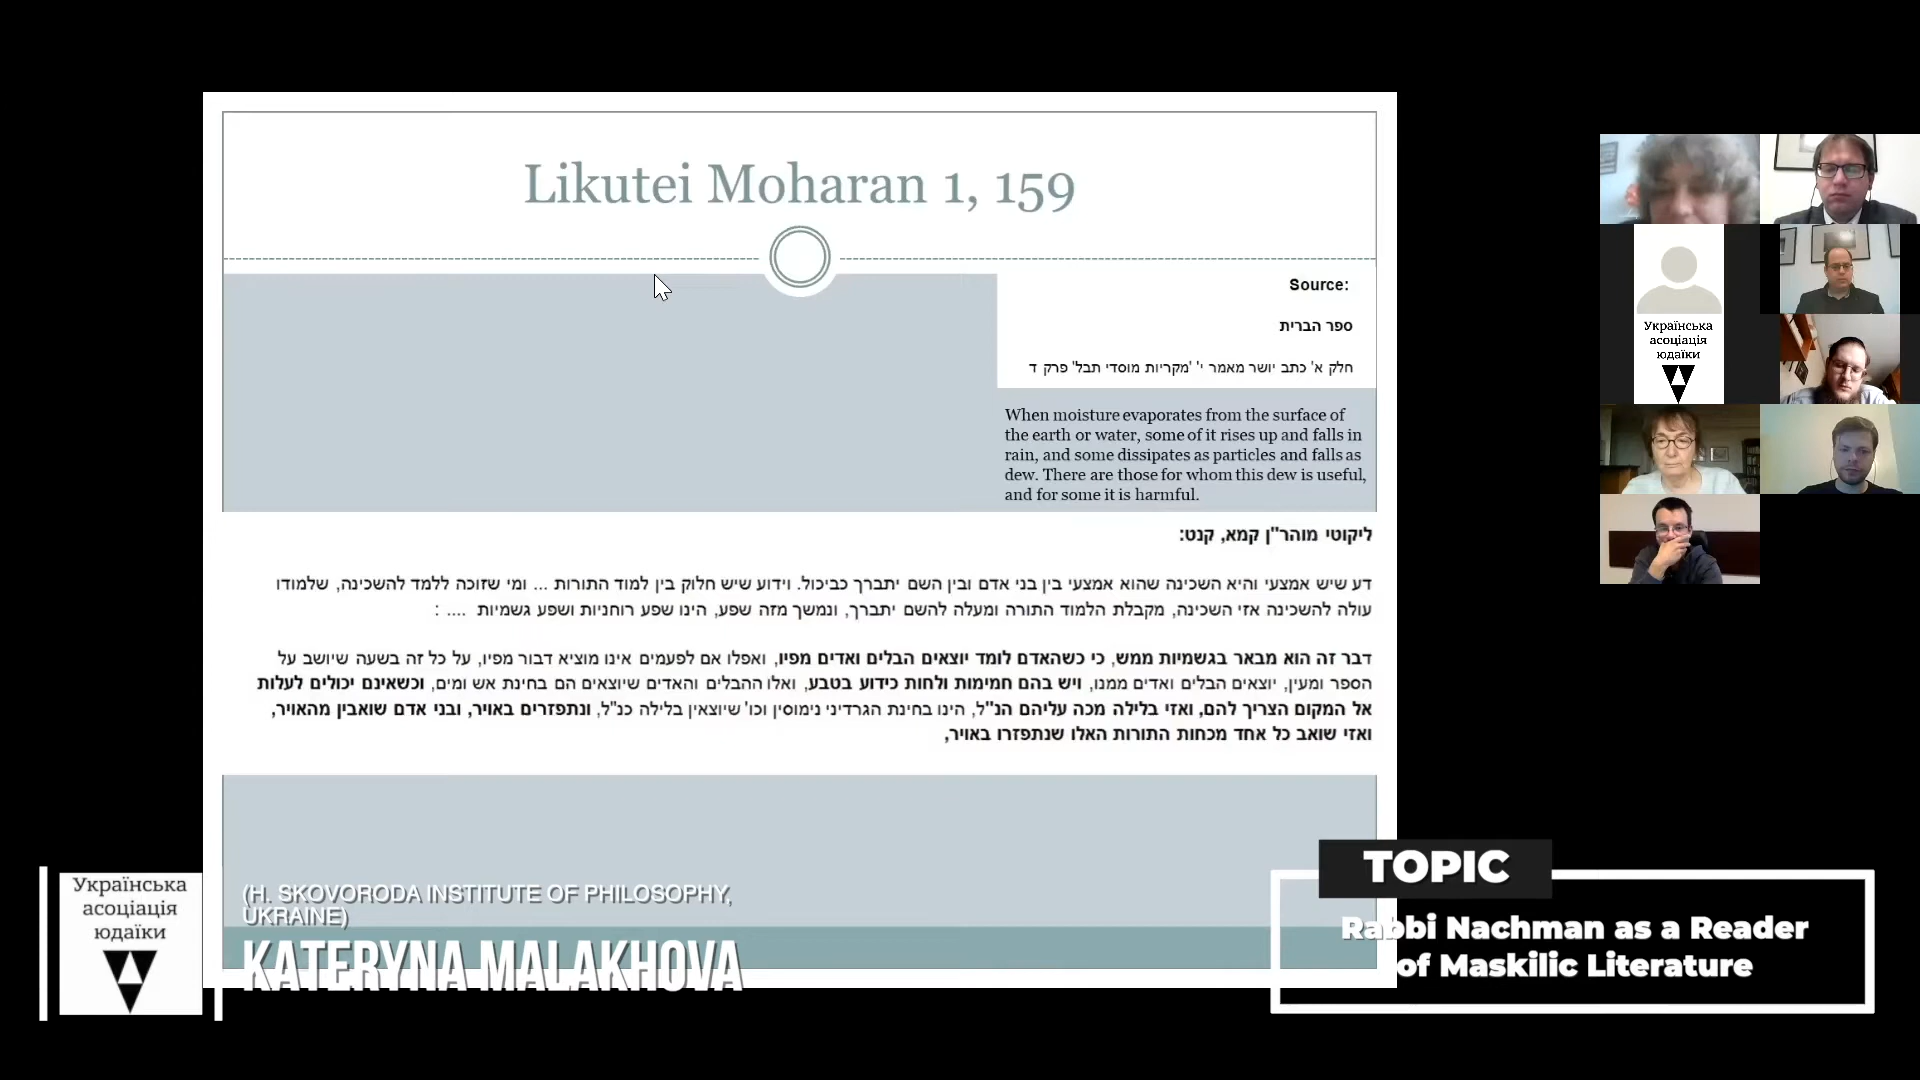 Likutei Moharan 1, 159
Source:
ספר הברית
חלק א' כתב יושר מאמר י' 'מקריות מוסדי תבל' פרק ד
When moisture evaporates from the surface of
the earth or water, some of it rises up and falls in
rain, and some dissipates as particles and falls as
dew. There are those for whom this dew is useful,
and for some it is harmful.
ליקוטי מוהר"ן קמא, קנט:
דע שיש אמצעי והיא השכינה שהוא אמצעי בין בני אדם ובין השם יתברך כביכול. וידוע שיש חלוק בין למוד התורות ... ומי שזוכה ללמד להשכינה, שלמודו
עולה להשכינה אזי השכינה, מקבלת הלמוד התורה ומעלה להשם יתברך, ונמשך מזה שפע, הינו שפע רוחניות ושפע גשמיות .... :
דבר זה הוא מבאר בגשמיות ממש, כי כשהאדם לומד יוצאים הבלים ואדים מפיו, ואפלו אם לפעמים אינו מוציא דבור מפיו, על כל זה בשעה שיושב על
הספר ומעין, יוצאים הבלים ואדים ממנו, ויש בהם חמימות ולחות כידוע בטבע, ואלו ההבלים והאדים שיוצאים הם בחינת אש ומים, וכשאינם יכולים לעלות
אל המקום הצריך להם, ואזי בלילה מכה עליהם הנ"ל, הינו בחינת הגרדיני נימוסין וכו' שיוצאין בלילה כנ"ל, ונתפזרים באויר, ובני אדם שואבין מהאויר,
ואזי שואב כל אחד מכחות התורות האלו שנתפזרו באויר,
Українська
асоціація
юдаїки
(H. SKOVORODA INSTITUTE OF PHILOSOPHY,
UKRAINE)
KATERYNA MALAKHOVA
TOPIC
Rabbi Nachman as a Reader
of Maskilic Literature
Українська
асоціація
юдаїки